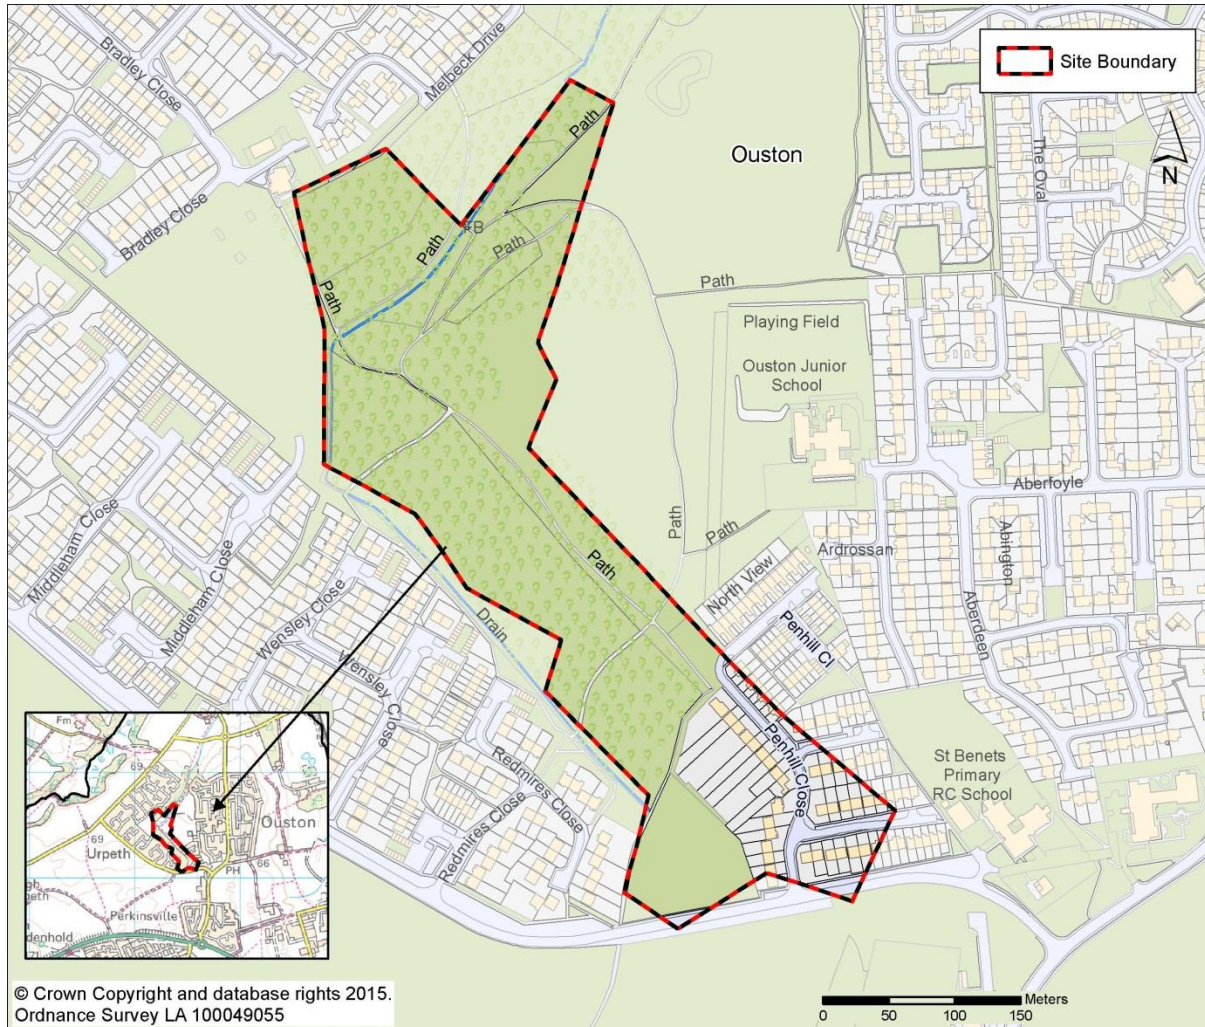 Site Boundary
N
Bradley Close
Melbeck Drive
Bradley Close
Ouston
The Oval
Path
FB
Path
Path
Path
Path
Playing Field
Ouston Junior
School
Aberfoyle
Path
Path
Ardrossan
Abington
Aberdeen
North View
Penhill Cl
Path
Middleham Close
Middleham Close
Wensley Close
Wensley Close
Drain
Redmires Close
Redmires Close
Penhill Close
St Benets
Primary
RC School
Fm
69
69
Urpeth
Ouston
66
PH
Perkinsville
denhold
© Crown Copyright and database rights 2015.
Ordnance Survey LA 100049055
Meters
0 50 100 150